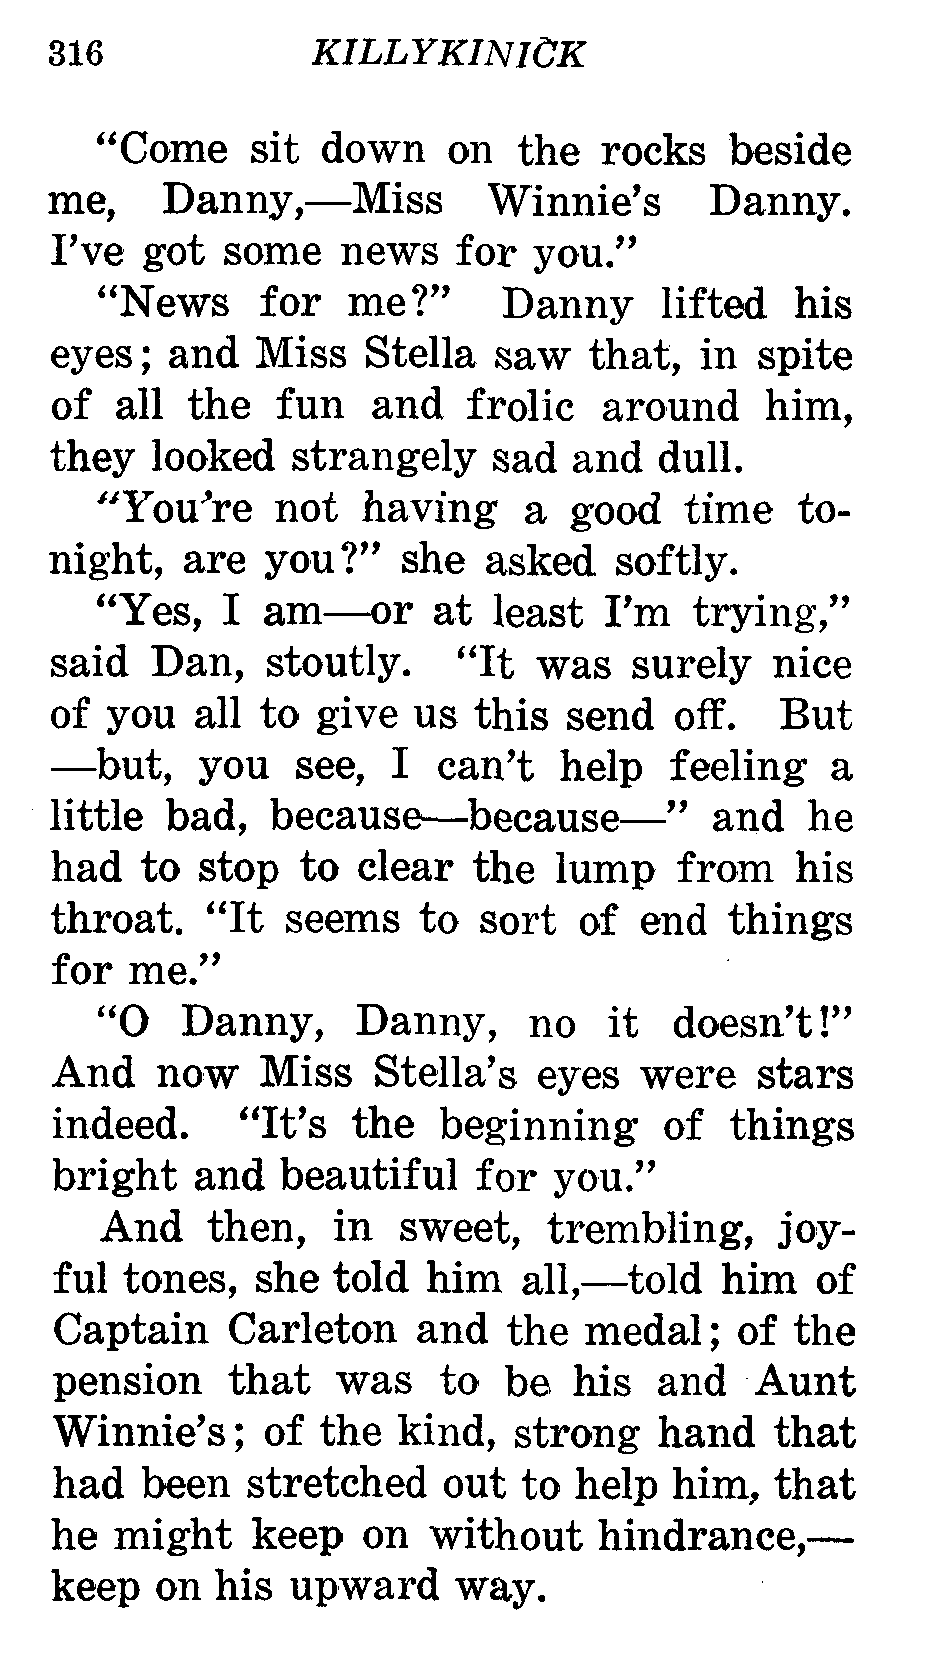 316 KILLYKINICK
"Come sit down on the rocks beside
me, Danny,—Miss Winnie's Danny.
I've got some news for you."
"News for me?" Danny lifted his
eyes; and Miss Stella saw that, in spite
of all the fun and frolic around him,
they looked strangely sad and dull.
"You're not having a good time to-
night, are you?" she asked softly.
"Yes, I am—or at least I'm trying,"
said Dan, stoutly. "It was surely nice
of you all to give us this send off. But
—but, you see, I can't help feeling a
little bad, because—because—" and he
had to stop to clear the lump from his
throat. "It seems to sort of end things
for me."
"O Danny, Danny, no it doesn't!"
And now Miss Stella's eyes were stars
indeed. "It's the beginning of things
bright and beautiful for you."
And then, in sweet, trembling, joy-
ful tones, she told him all,—told him of
Captain Carleton and the medal; of the
pension that was to be his and Aunt
Winnie's; of the kind, strong hand that
had been stretched out to help him, that
he might keep on without hindrance,—
keep on his upward way.